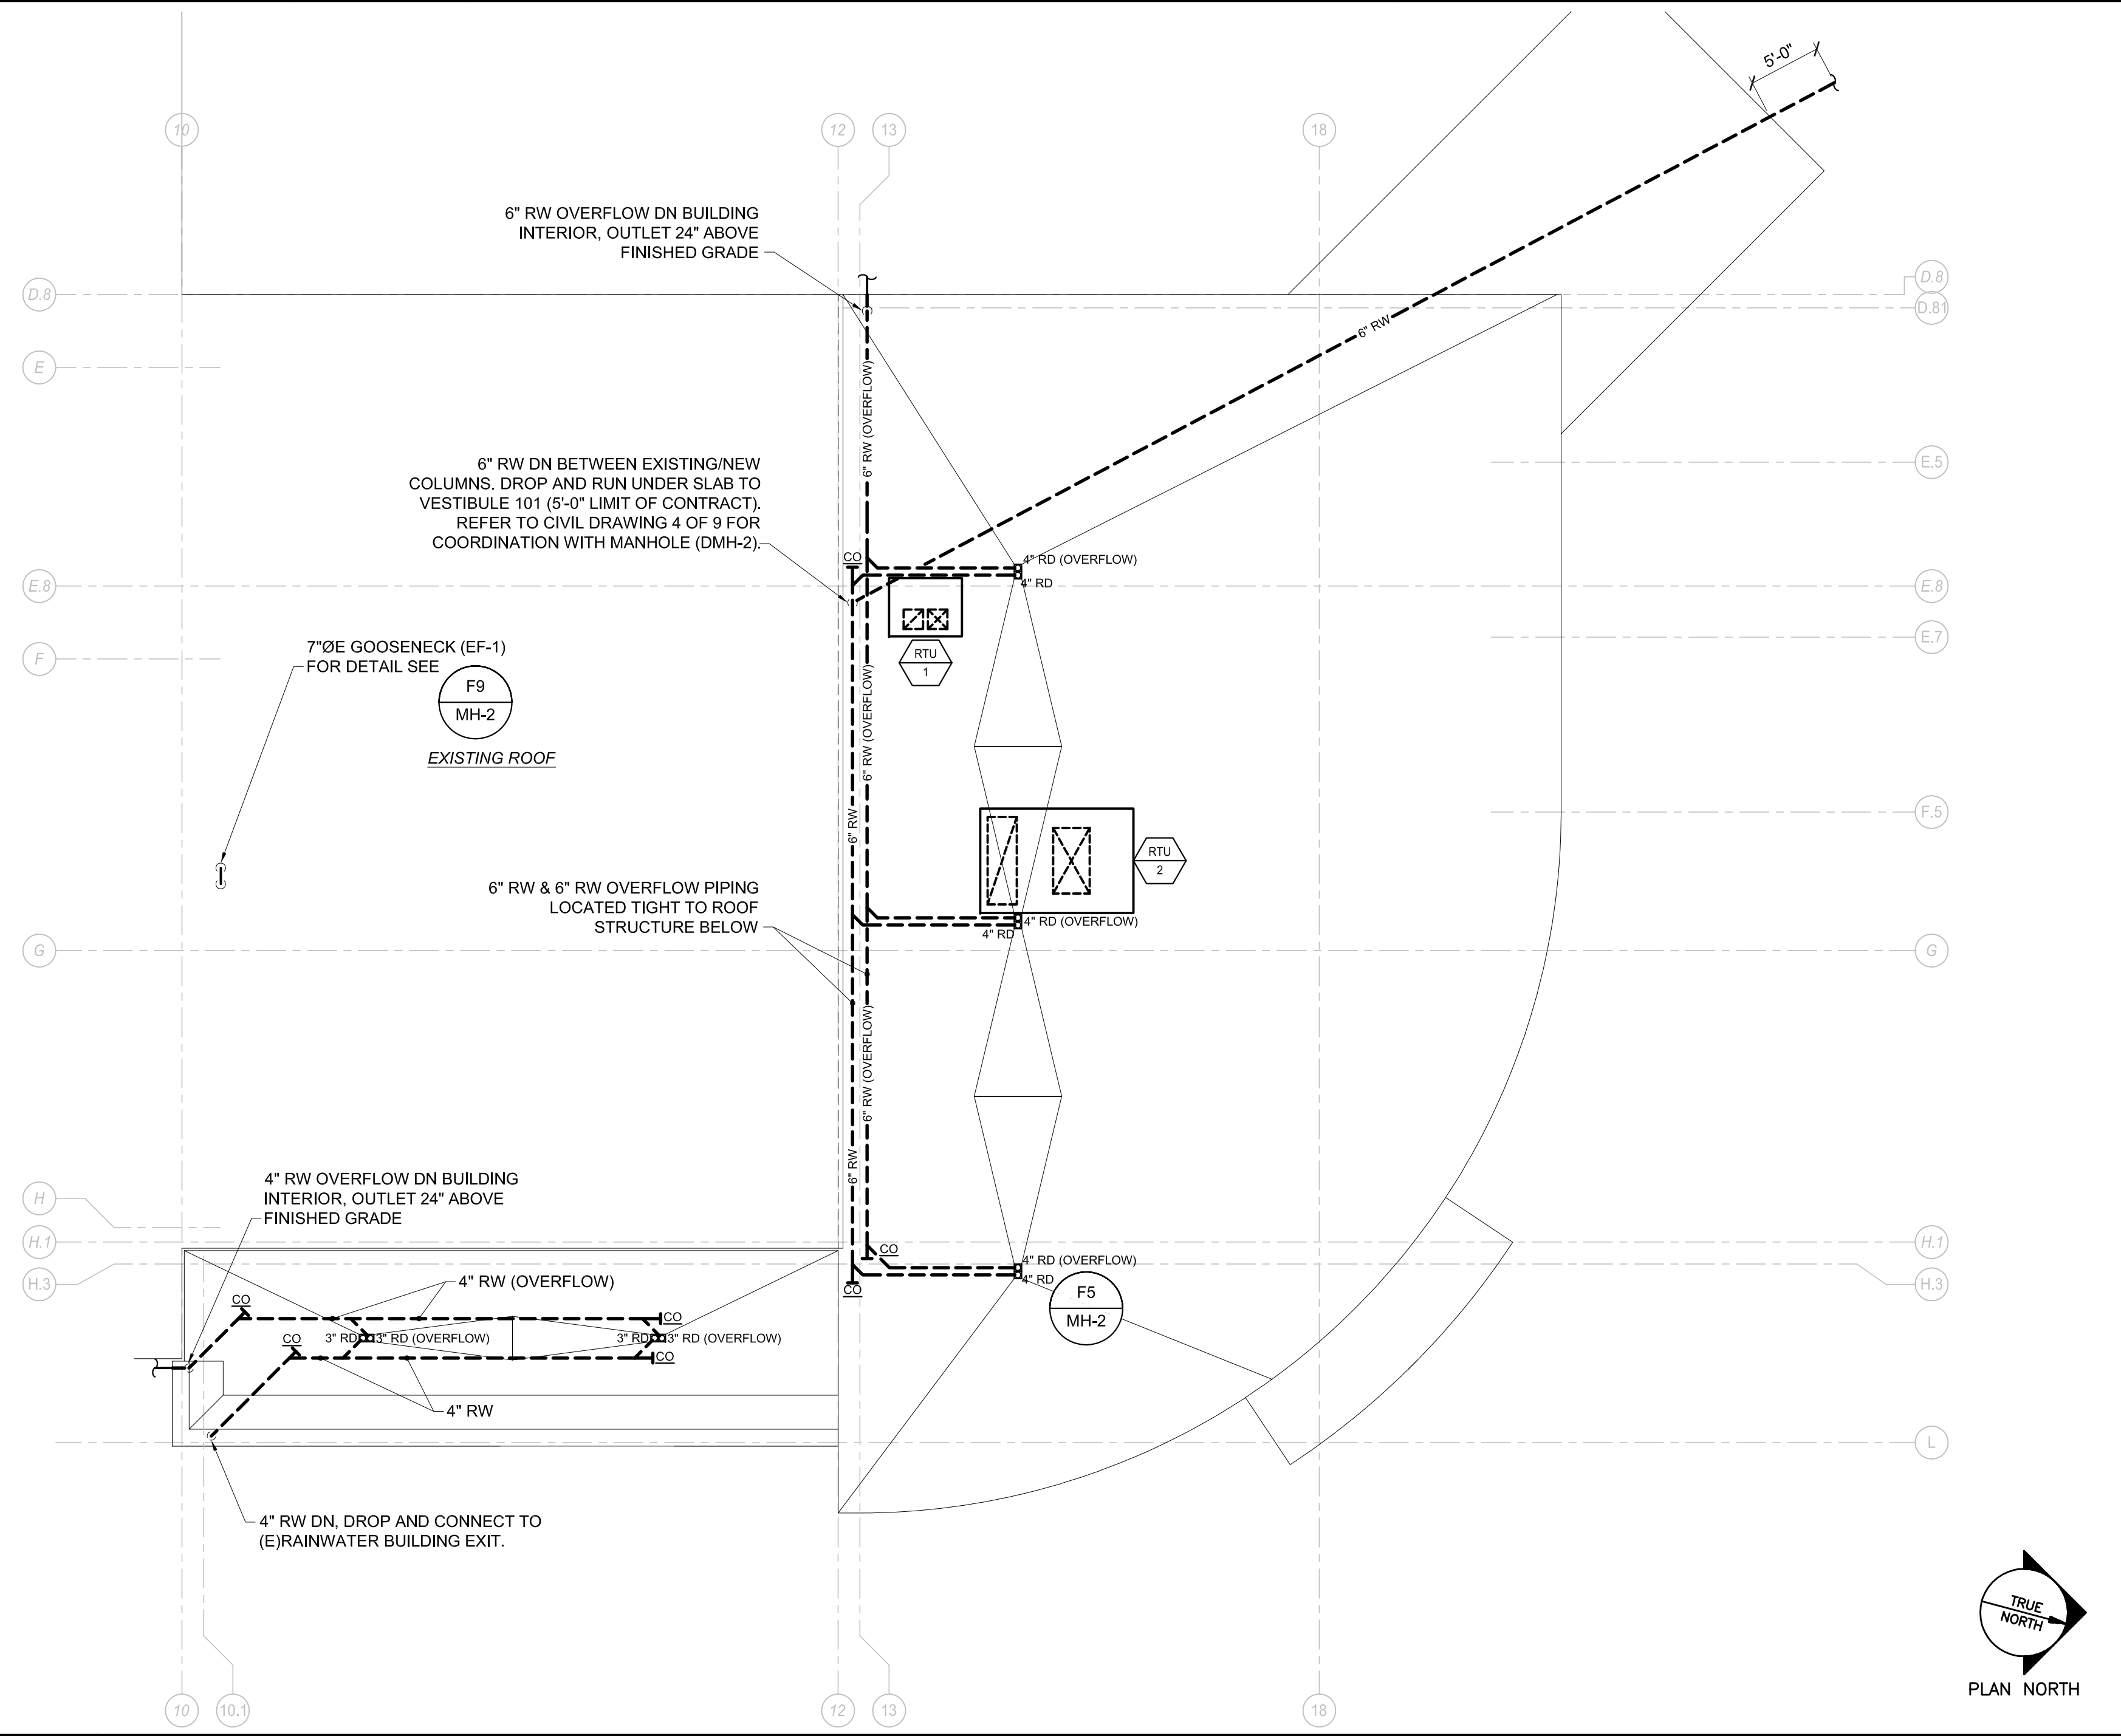 5'-0"
10
12
13
18
6" RW OVERFLOW DN BUILDING
INTERIOR, OUTLET 24" ABOVE
FINISHED GRADE
D.8
D.8
D.81
6" RW
E
6" RW (OVERFLOW)
E.5
6" RW DN BETWEEN EXISTING/NEW
COLUMNS. DROP AND RUN UNDER SLAB TO
VESTIBULE 101 (5'-0" LIMIT OF CONTRACT).
REFER TO CIVIL DRAWING 4 OF 9 FOR
COORDINATION WITH MANHOLE (DMH-2).
CO
4" RD (OVERFLOW)
4" RD
E.8
E.8
E.7
7"ØE GOOSENECK (EF-1)
FOR DETAIL SEE
F
F9
MH-2
EXISTING ROOF
RTU
1
6" RW (OVERFLOW)
6" RW
F.5
RTU
2
6" RW & 6" RW OVERFLOW PIPING
LOCATED TIGHT TO ROOF
STRUCTURE BELOW
4" RD (OVERFLOW)
4" RD
G
G
6" RW (OVERFLOW)
6" RW
4" RW OVERFLOW DN BUILDING
INTERIOR, OUTLET 24" ABOVE
FINISHED GRADE
H
H.1
H.3
H.1
H.3
CO
CO
4" RD (OVERFLOW)
4" RD
F5
MH-2
4" RW (OVERFLOW)
CO
CO
CO
3" RD
3" RD (OVERFLOW)
3" RD
3" RD (OVERFLOW)
CO
4" RW
L
4" RW DN, DROP AND CONNECT TO
(E)RAINWATER BUILDING EXIT.
TRUE
NORTH
PLAN NORTH
10
10.1
12
13
18